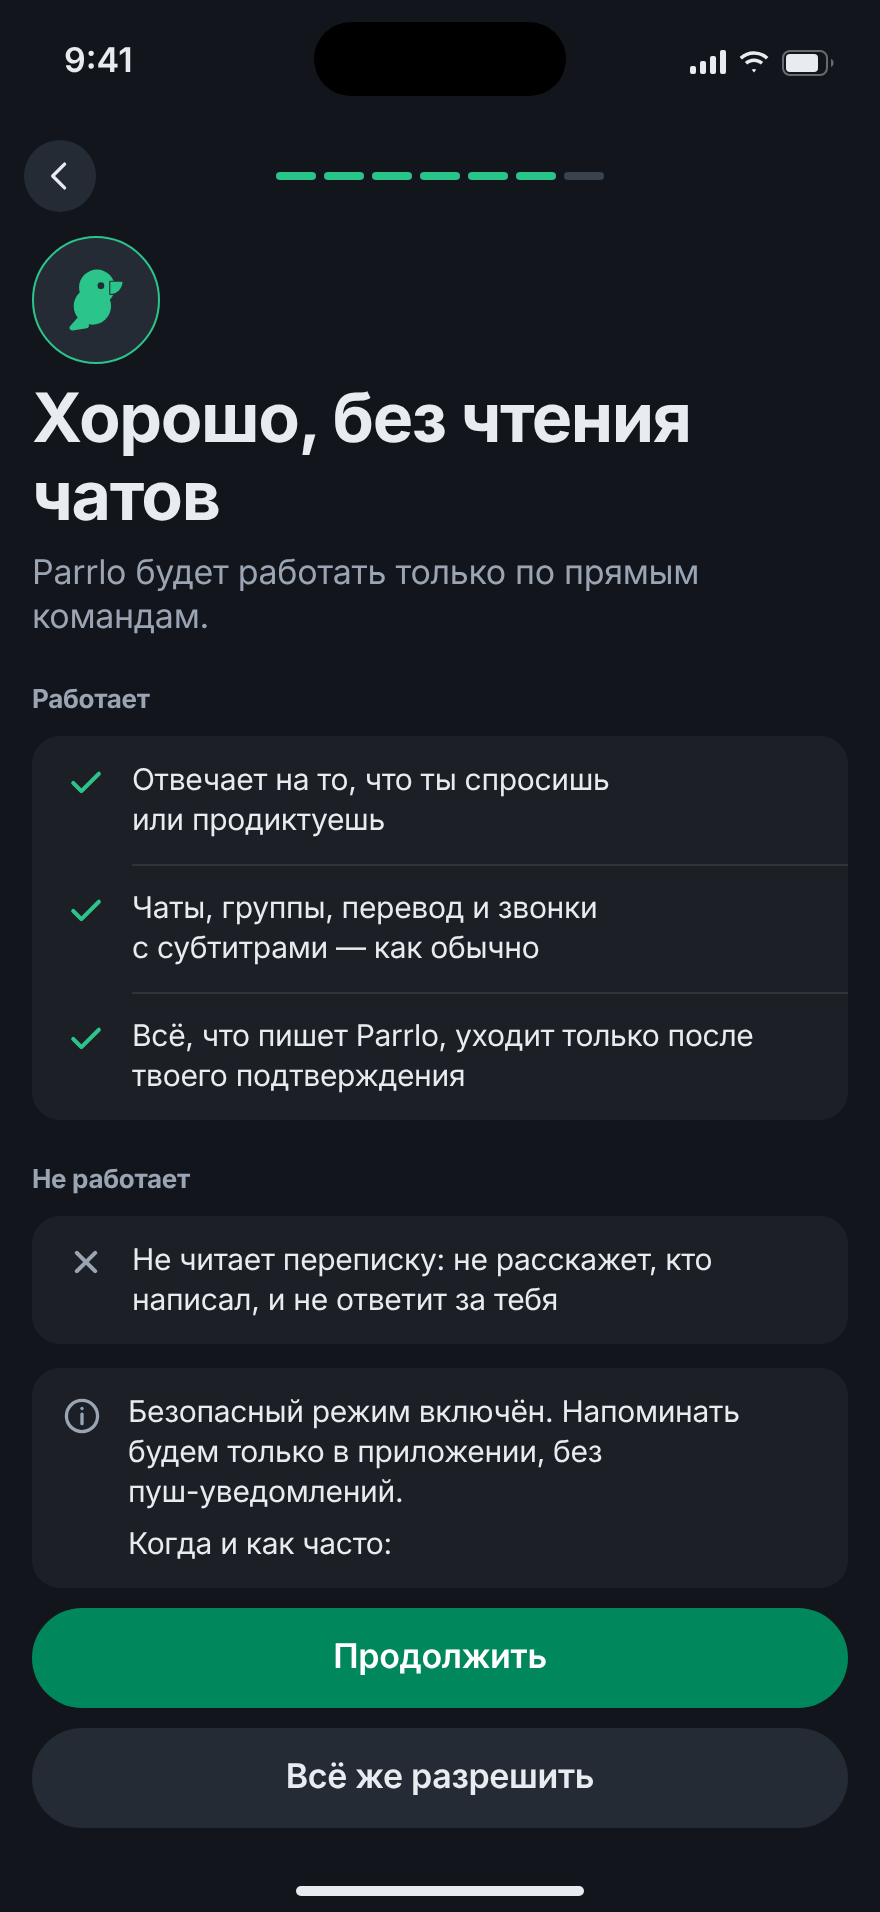 9:41
Хорошо, без чтения
чатов
Parrlo будет работать только по прямым
командам.
Работает
Отвечает на то, что ты спросишь
или продиктуешь
Чаты, группы, перевод и звонки
с субтитрами — как обычно
Всё, что пишет Parrlo, уходит только после
твоего подтверждения
Не работает
Не читает переписку: не расскажет, кто
написал, и не ответит за тебя
Безопасный режим включён. Напоминать
будем только в приложении, без
пуш-уведомлений.
Когда и как часто:
Продолжить
Всё же разрешить